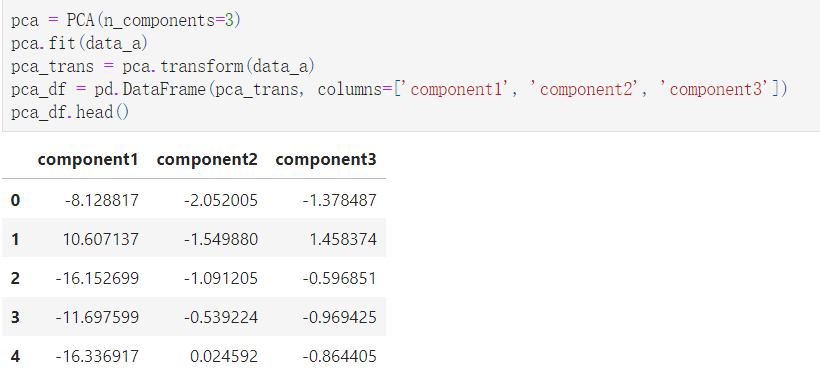 pca = PCA(n_components=3)
pca.fit(data_a)
pca_trans = pca.transform(data_a)
pca_df = pd.DataFrame(pca_trans, columns=['component1', 'component2', 'component3'])
pca_df.head()
component1 component2 component3
0 -8.128817 -2.052005 -1.378487
1 10.607137 -1.549880 1.458374
2 -16.152699 -1.091205 -0.596851
3 -11.697599 -0.539224 -0.969425
4 -16.336917 0.024592 -0.864405